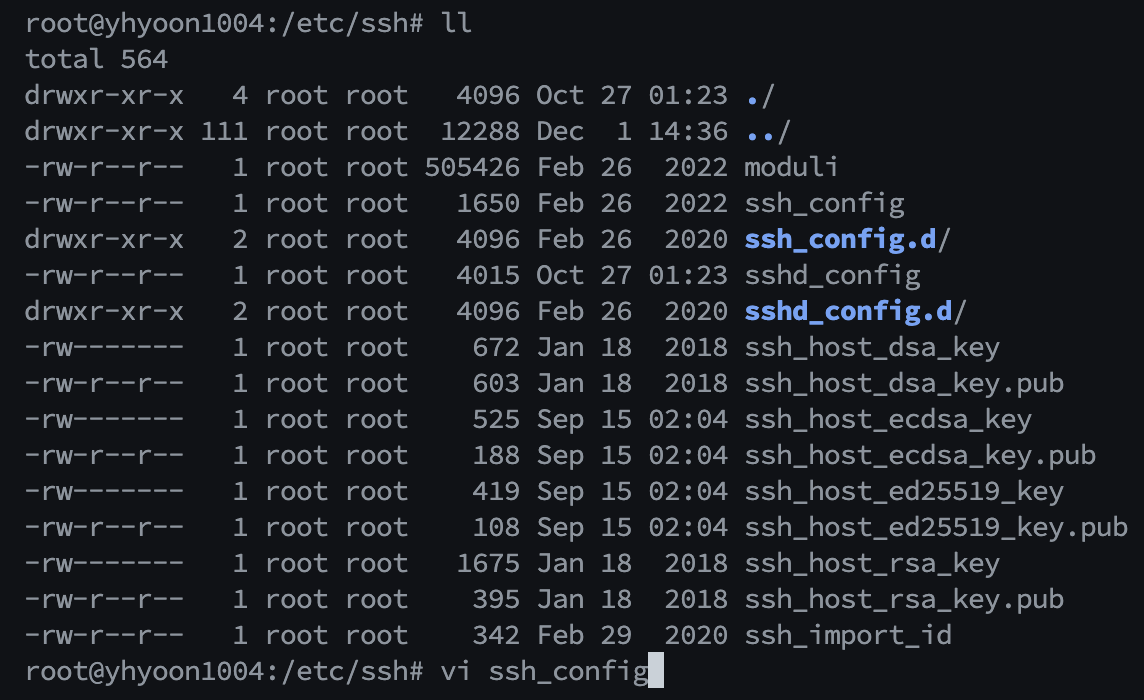 root@yhyoon1004:/etc/ssh# ll
total 564
drwxr-xr-x   4 root root   4096 Oct 27 01:23 ./
drwxr-xr-x 111 root root  12288 Dec  1 14:36 ../
-rw-r--r--   1 root root 505426 Feb 26  2022 moduli
-rw-r--r--   1 root root   1650 Feb 26  2022 ssh_config
drwxr-xr-x   2 root root   4096 Feb 26  2020 ssh_config.d/
-rw-r--r--   1 root root   4015 Oct 27 01:23 sshd_config
drwxr-xr-x   2 root root   4096 Feb 26  2020 sshd_config.d/
-rw-------   1 root root    672 Jan 18  2018 ssh_host_dsa_key
-rw-r--r--   1 root root    603 Jan 18  2018 ssh_host_dsa_key.pub
-rw-------   1 root root    525 Sep 15 02:04 ssh_host_ecdsa_key
-rw-r--r--   1 root root    188 Sep 15 02:04 ssh_host_ecdsa_key.pub
-rw-------   1 root root    419 Sep 15 02:04 ssh_host_ed25519_key
-rw-r--r--   1 root root    108 Sep 15 02:04 ssh_host_ed25519_key.pub
-rw-------   1 root root   1675 Jan 18  2018 ssh_host_rsa_key
-rw-r--r--   1 root root    395 Jan 18  2018 ssh_host_rsa_key.pub
-rw-r--r--   1 root root    342 Feb 29  2020 ssh_import_id
root@yhyoon1004:/etc/ssh# vi ssh_config